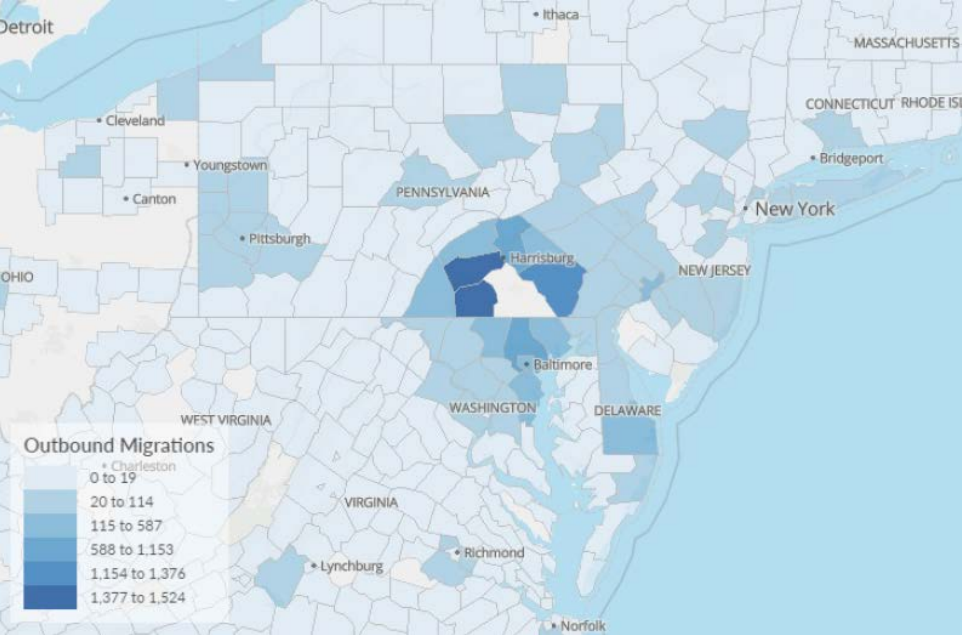 Detroit
Ithaca
MASSACHUSETTS
CONNECTICUT RHODE ISL
Cleveland
Bridgeport
Youngstown
PENNSYLVANIA
Canton
New York
Pittsburgh
Harrisburg
NEW JERSEY
OHIO
Baltimore
WASHINGTON
DELAWARE
WEST VIRGINIA
Outbound Migrations
Charleston
0 to 19
20 to 114
115 to 587
588 to 1,153
1,154 to 1,376
1,377 to 1,524
VIRGINIA
Richmond
Lynchburg
Norfolk